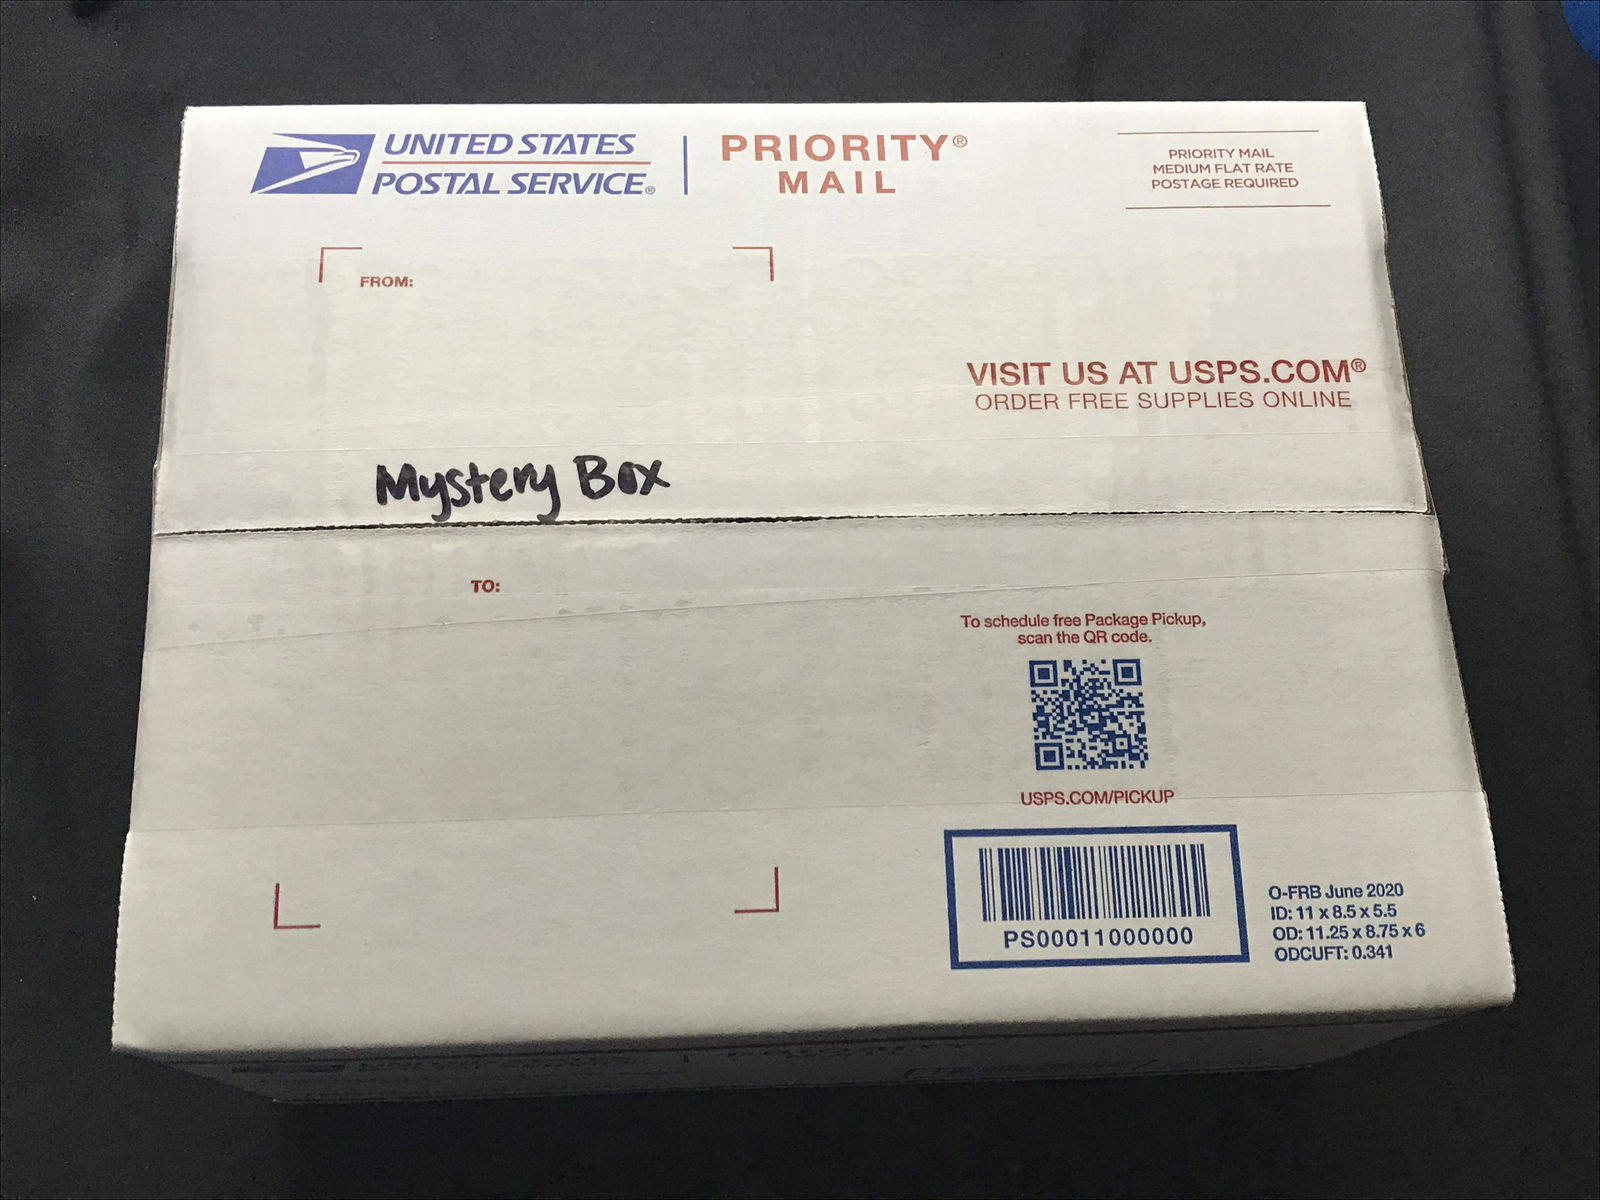 UNITED STATES
POSTAL SERVICE®
PRIORITY®
MAIL
PRIORITY MAIL
MEDIUM FLAT RATE
POSTAGE REQUIRED
FROM:
VISIT US AT USPS.COM®
ORDER FREE SUPPLIES ONLINE
Mystery Box
TO:
To schedule free Package Pickup,
scan the QR code.
USPS.COM/PICKUP
PS00011000000
O-FRB June 2020
ID: 11 x 8.5 x 5.5
OD: 11.25 x 8.75 x 6
ODCUFT: 0.341